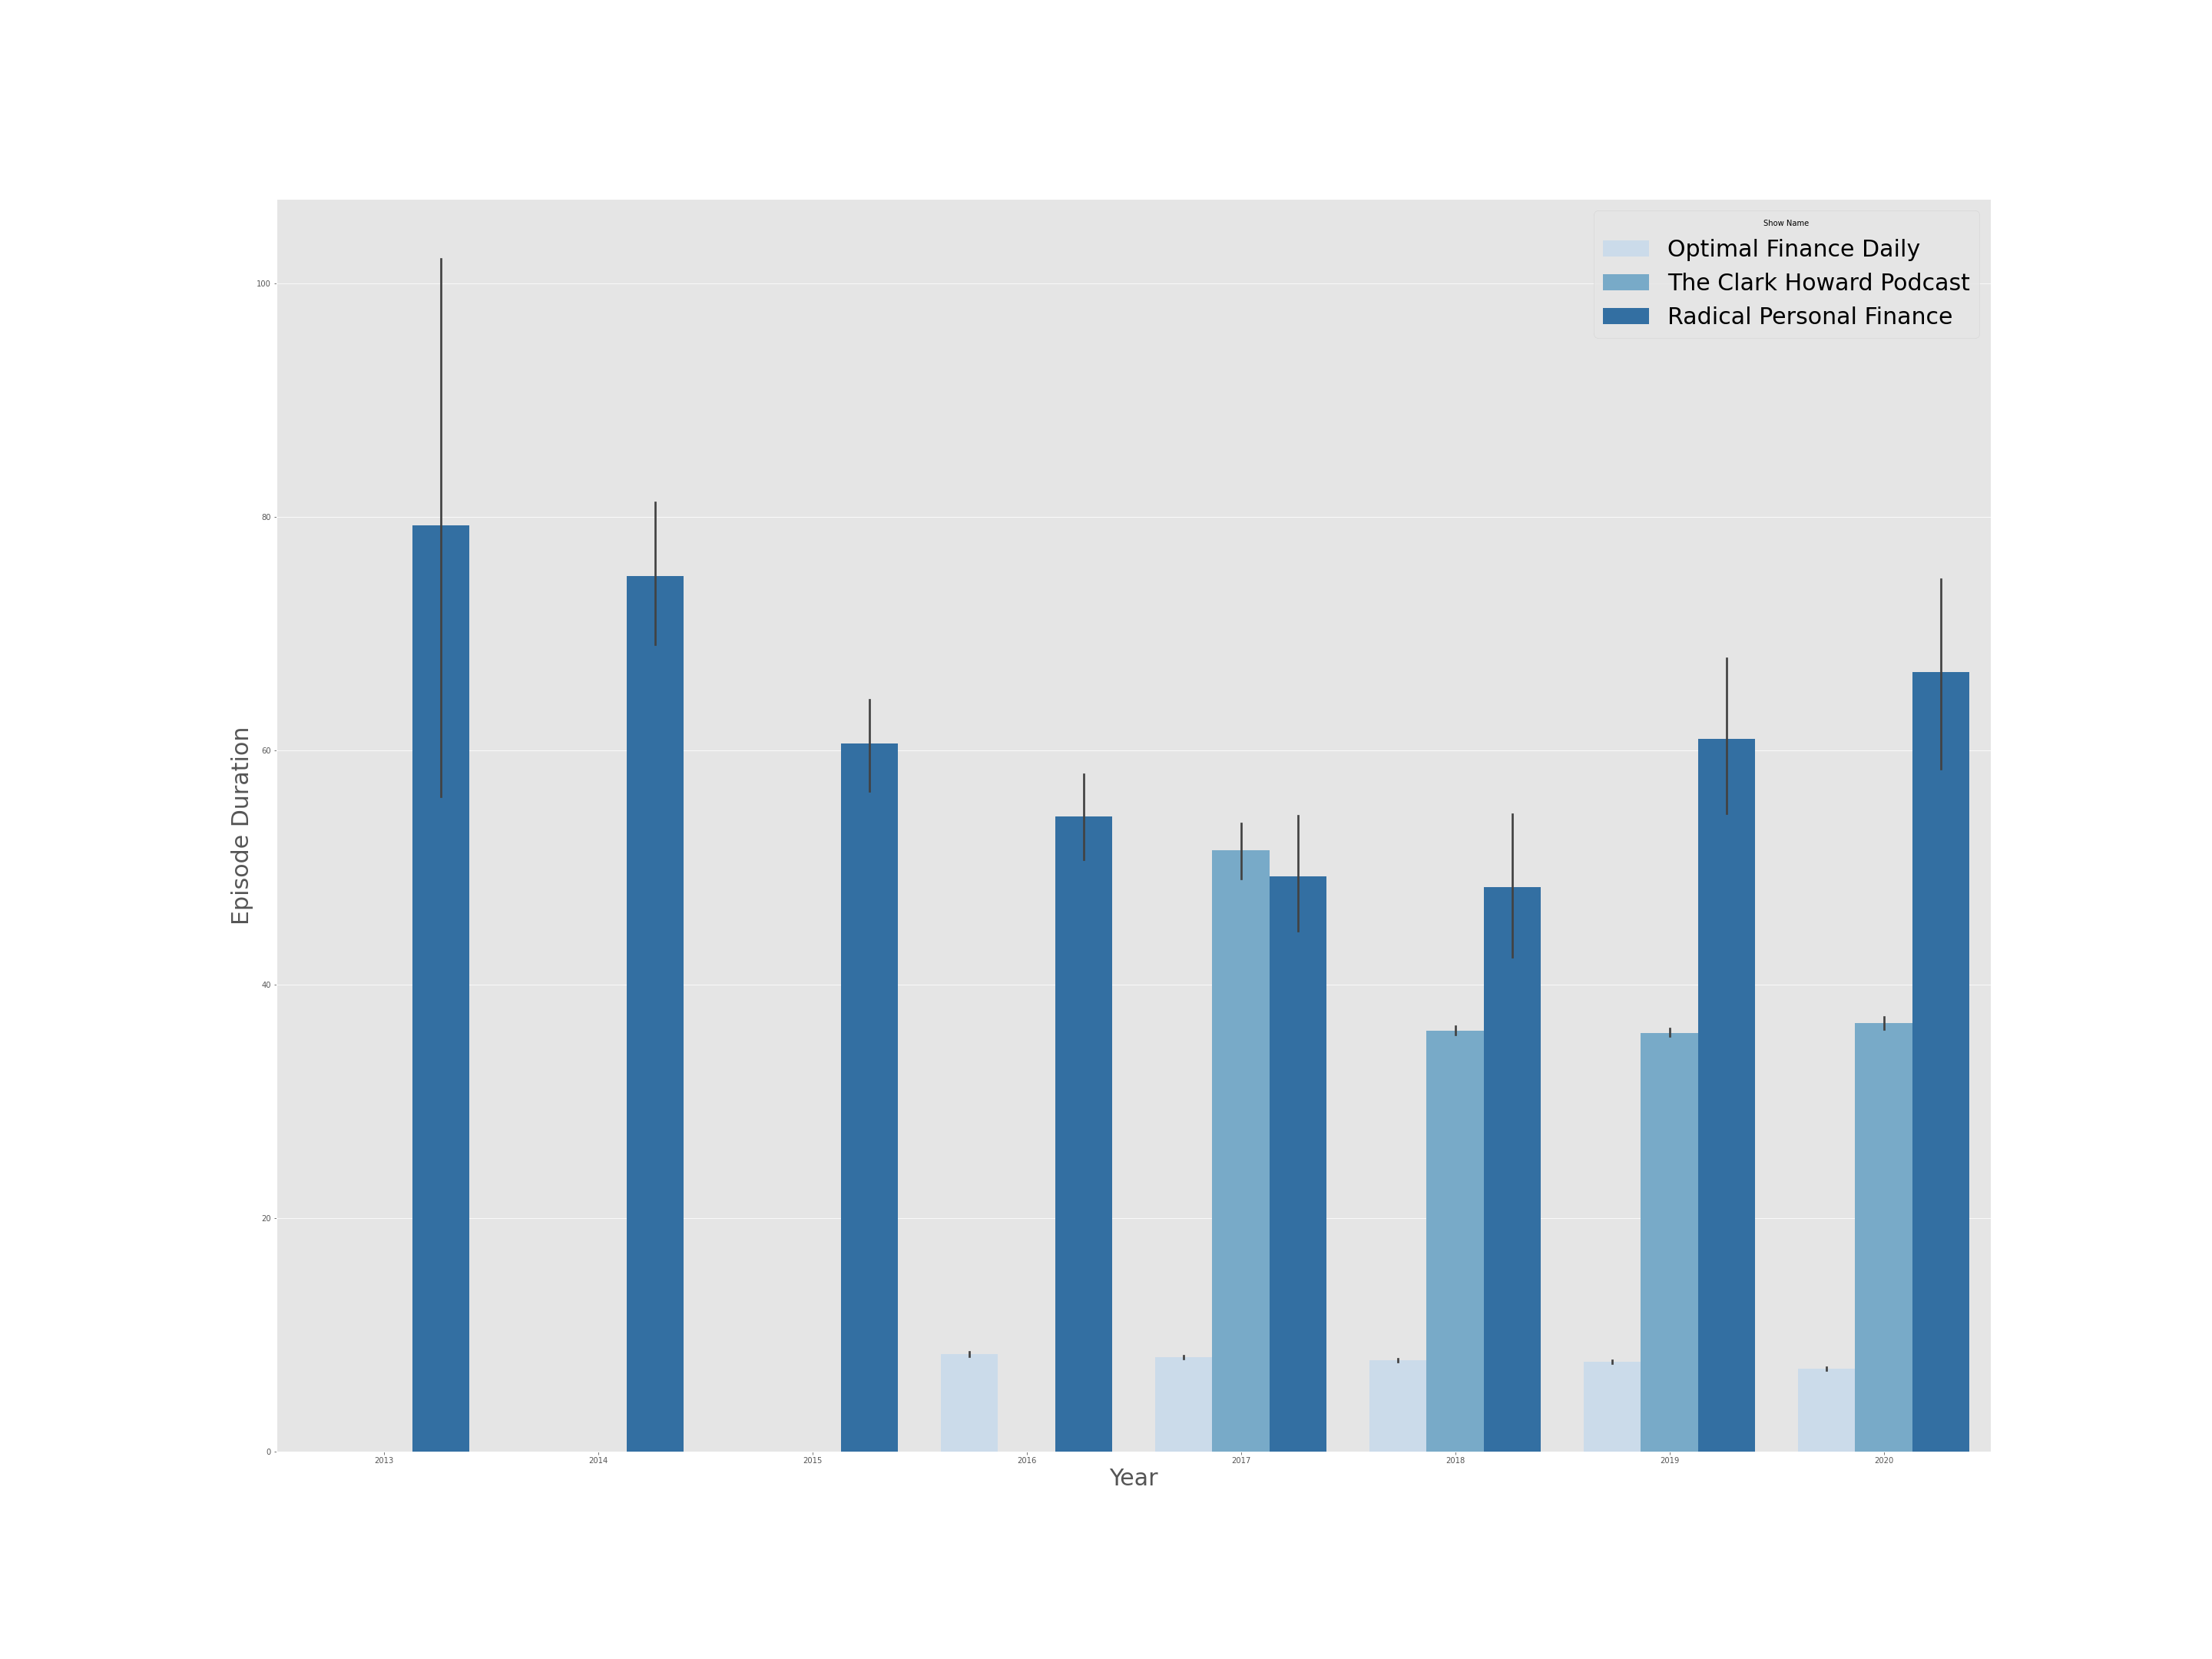 Show Name
Optimal Finance Daily
The Clark Howard Podcast
Radical Personal Finance
Episode Duration
100
80
60
40
20
0
2013 2014 2015 2016 2017 2018 2019 2020
Year